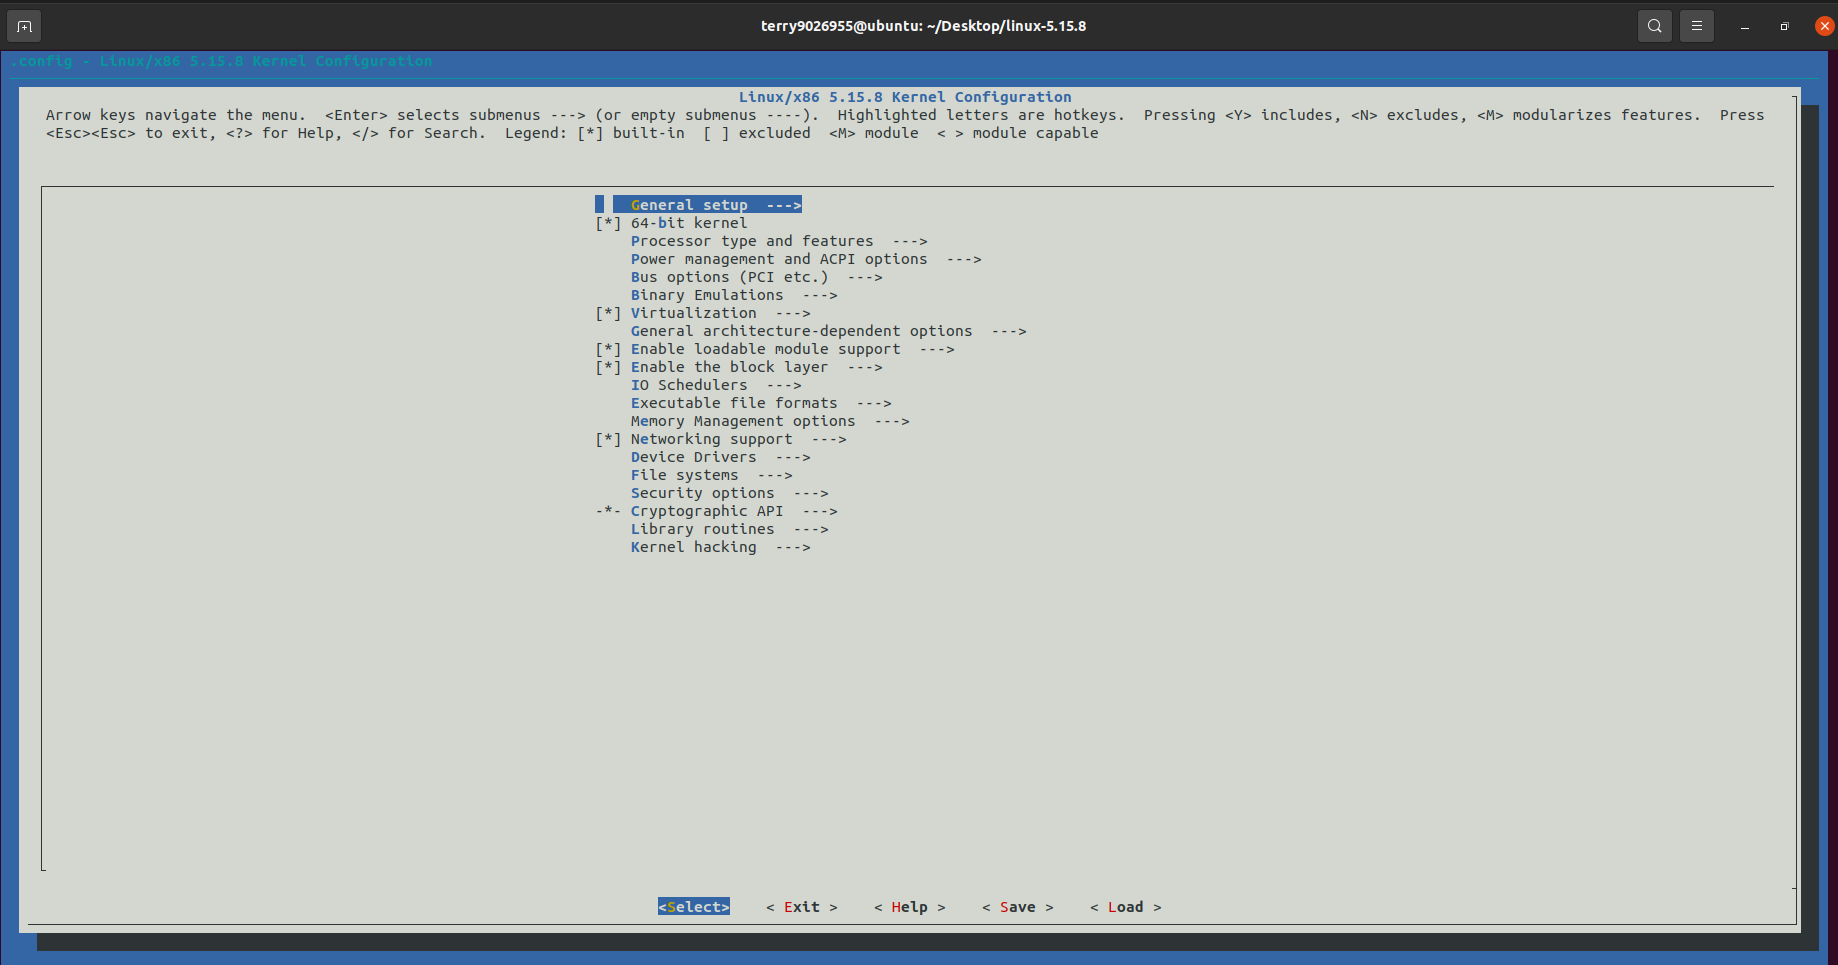 terry9026955@ubuntu: ~/Desktop/linux-5.15.8
.config - Linux/x86 5.15.8 Kernel Configuration
Linux/x86 5.15.8 Kernel Configuration
Arrow keys navigate the menu.  <Enter> selects submenus ---> (or empty submenus ----).  Highlighted letters are hotkeys.  Pressing <Y> includes, <N> excludes, <M> modularizes features.  Press
<Esc><Esc> to exit, <?> for Help, </> for Search.  Legend: [*] built-in  [ ] excluded  <M> module  < > module capable
General setup  --->
[*] 64-bit kernel
Processor type and features  --->
Power management and ACPI options  --->
Bus options (PCI etc.)  --->
Binary Emulations  --->
[*] Virtualization  --->
General architecture-dependent options  --->
[*] Enable loadable module support  --->
[*] Enable the block layer  --->
IO Schedulers  --->
Executable file formats  --->
Memory Management options  --->
[*] Networking support  --->
Device Drivers  --->
File systems  --->
Security options  --->
-*- Cryptographic API  --->
Library routines  --->
Kernel hacking  --->
<Select>    < Exit >    < Help >    < Save >    < Load >